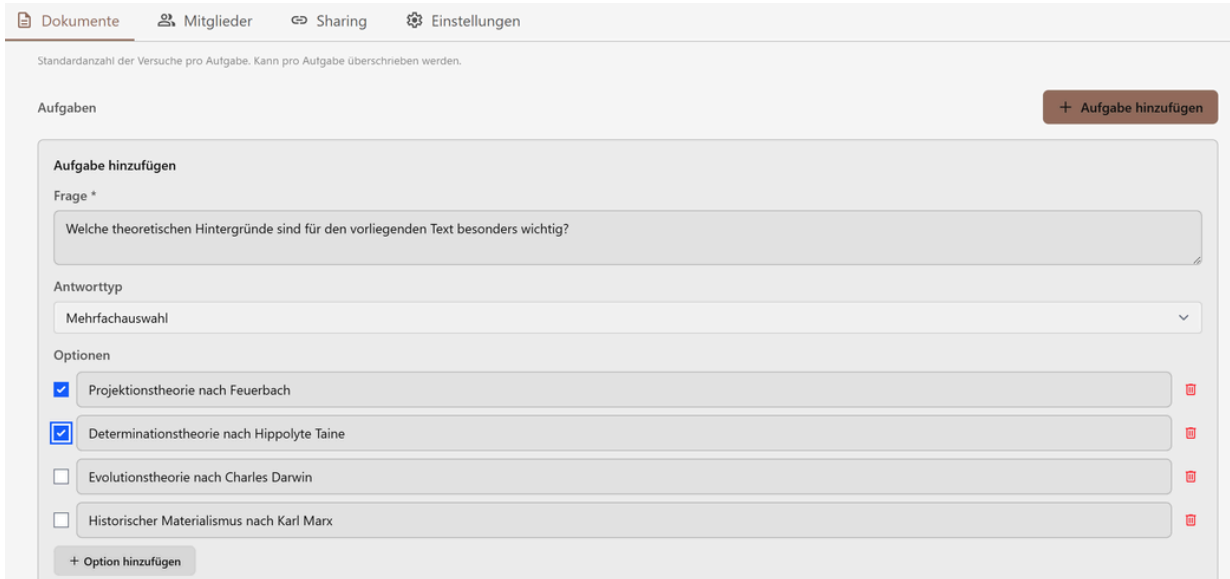 Dokumente Mitglieder Sharing Einstellungen
Standardanzahl der Versuche pro Aufgabe. Kann pro Aufgabe überschrieben werden.
Aufgaben + Aufgabe hinzufügen
Aufgabe hinzufügen
Frage *
Welche theoretischen Hintergründe sind für den vorliegenden Text besonders wichtig?
Antworttyp
Mehrfachauswahl
Optionen
Projektionstheorie nach Feuerbach
Determinationstheorie nach Hippolyte Taine
Evolutionstheorie nach Charles Darwin
Historischer Materialismus nach Karl Marx
+ Option hinzufügen